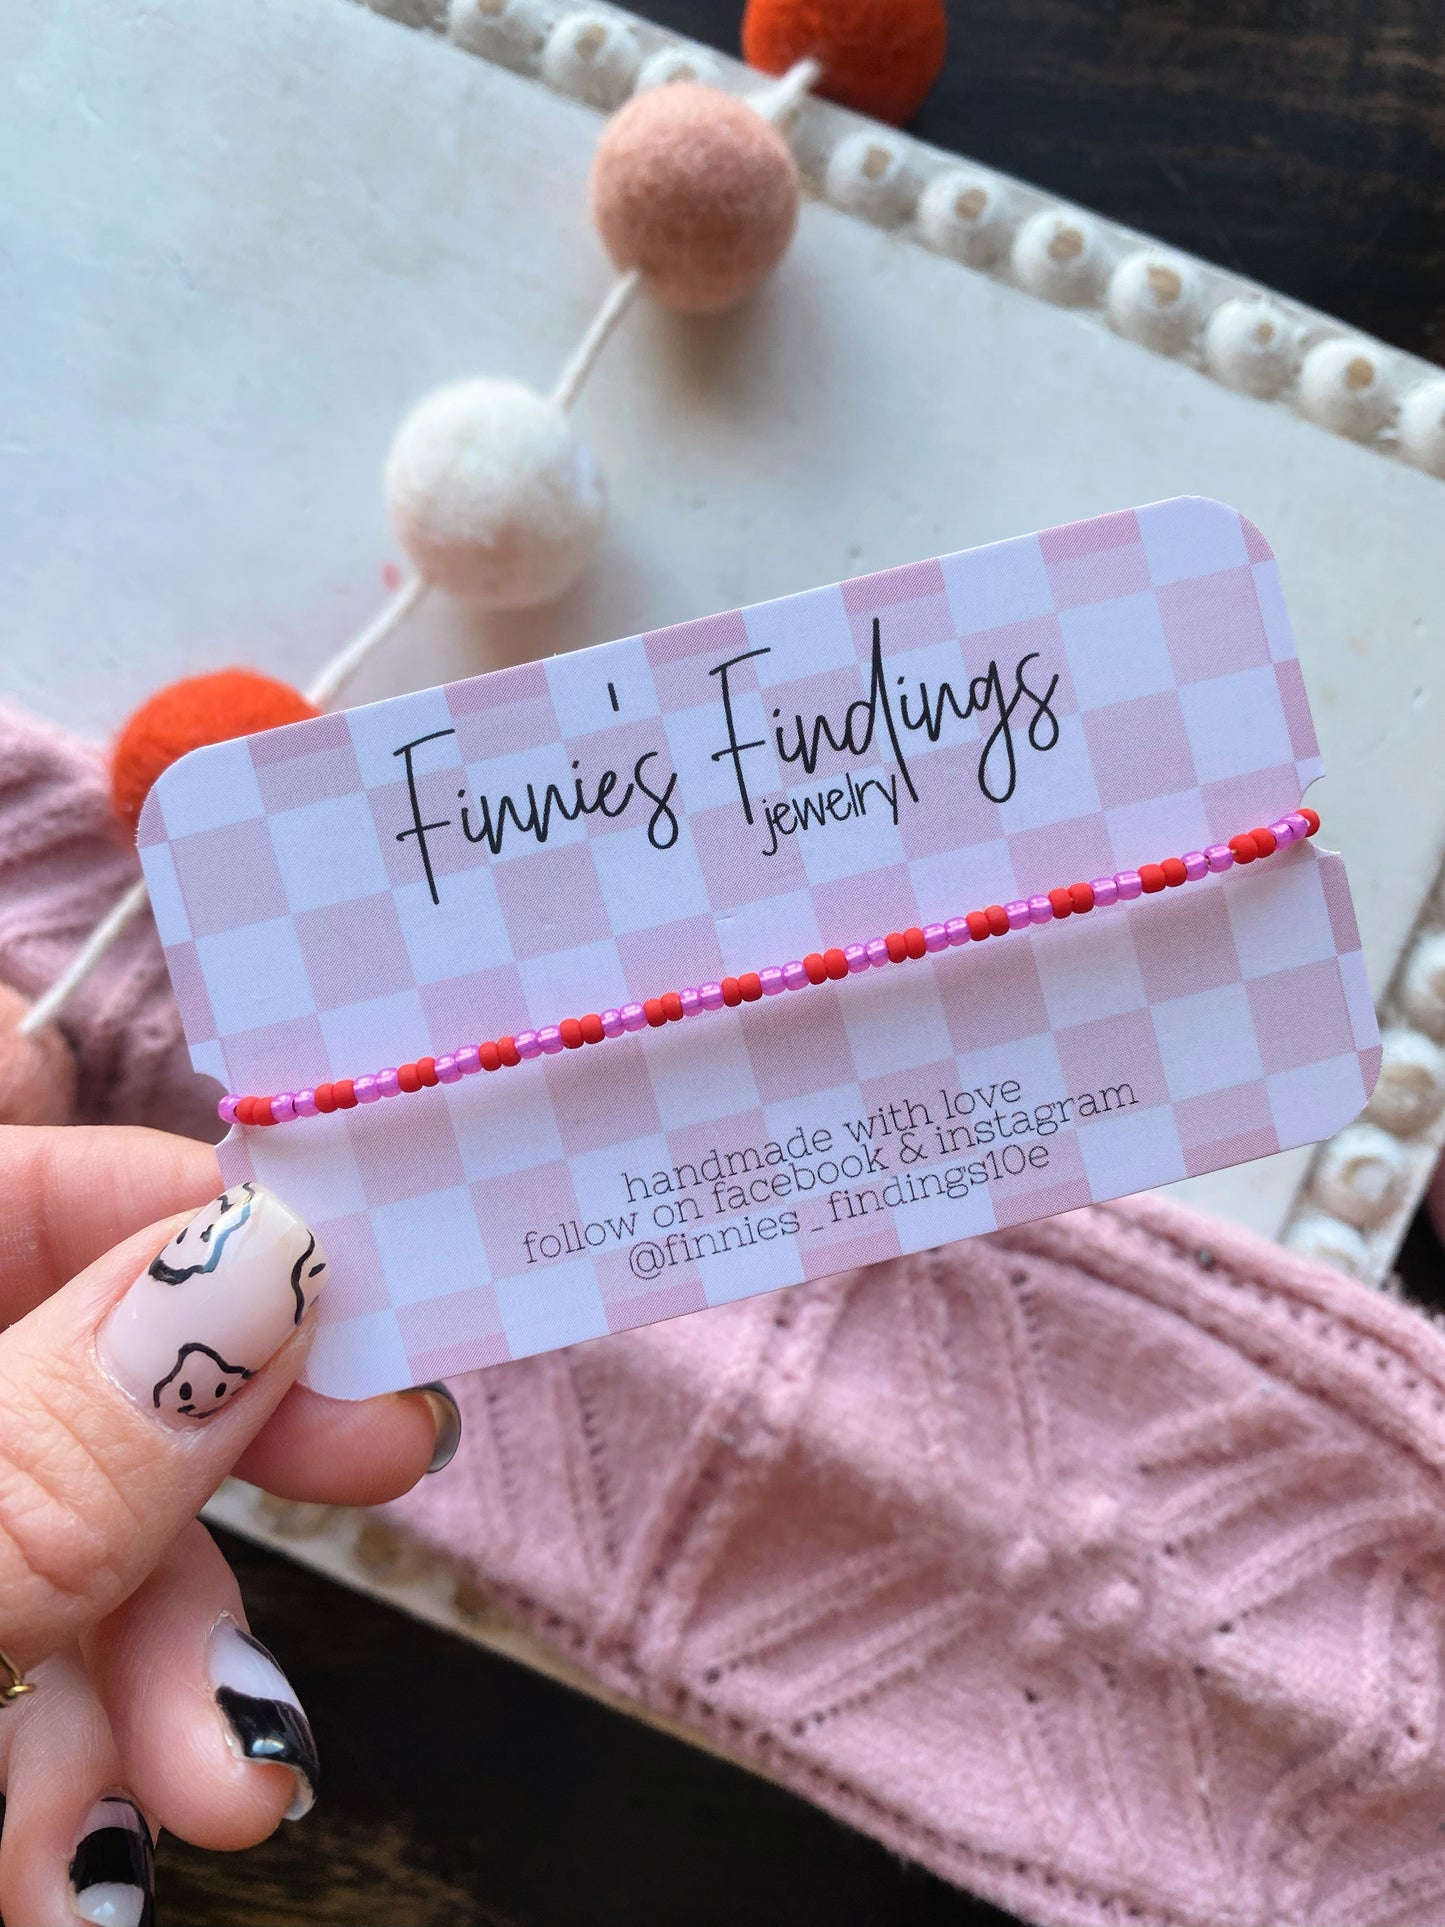 Finnie's Findings
jewelry
handmade with love
follow on facebook & instagram
@finnies_findings10e